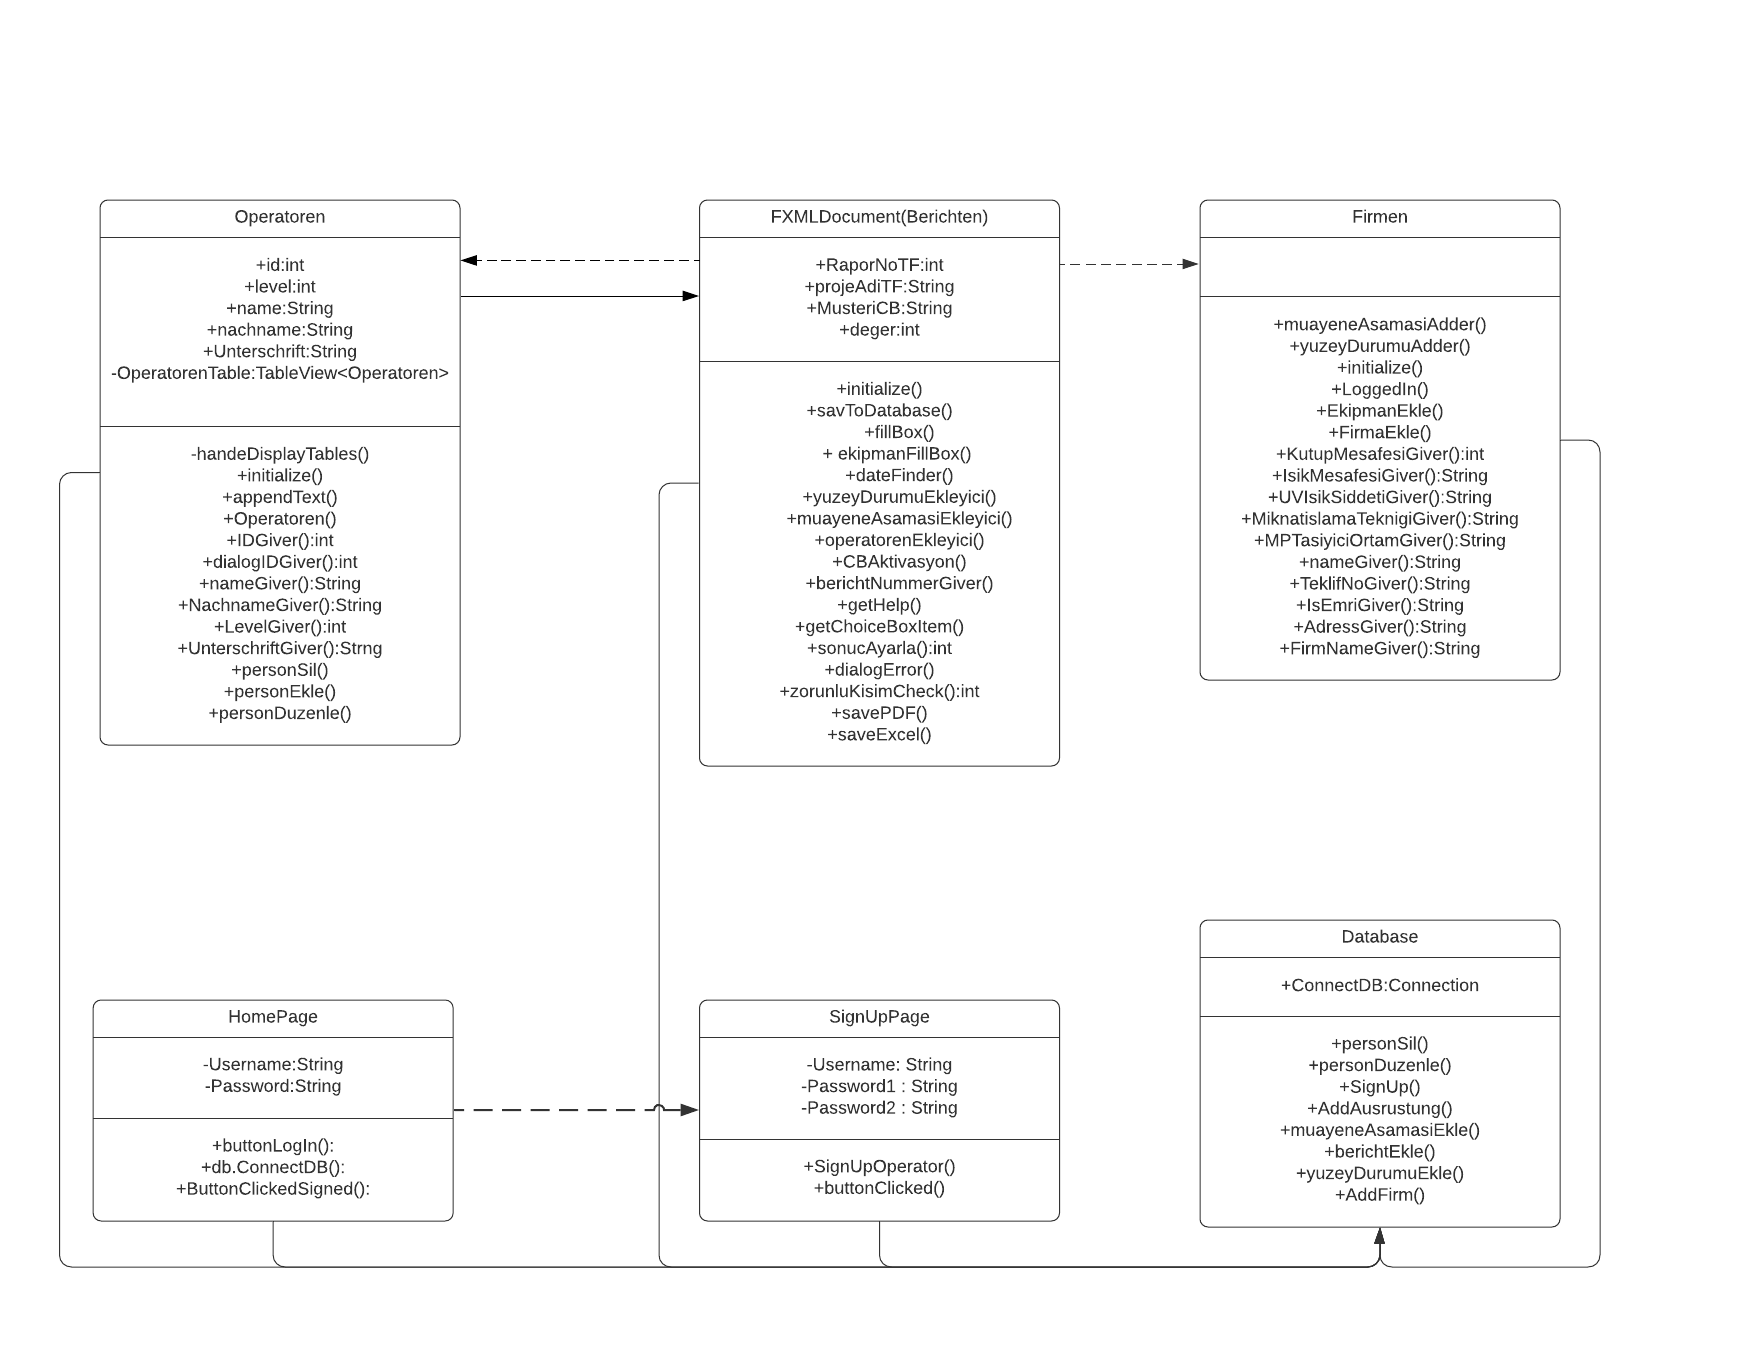 Operatoren
+id:int
+level:int
+name:String
+nachname:String
+Unterschrift:String
-OperatorenTable:TableView<Operatoren>
-handeDisplayTables()
+initialize()
+appendText()
+Operatoren()
+IDGiver():int
+dialogIDGiver():int
+nameGiver():String
+NachnameGiver():String
+LevelGiver():int
+UnterschriftGiver():Strng
+personSil()
+personEkle()
+personDuzenle()
FXMLDocument(Berichten)
+RaporNoTF:int
+projeAdiTF:String
+MusteriCB:String
+deger:int
+initialize()
+savToDatabase()
+fillBox()
+ ekipmanFillBox()
+dateFinder()
+yuzeyDurumuEkleyici()
+muayeneAsamasiEkleyici()
+operatorenEkleyici()
+CBAktivasyon()
+berichtNummerGiver()
+getHelp()
+getChoiceBoxItem()
+sonucAyarla():int
+dialogError()
+zorunluKisimCheck():int
+savePDF()
+saveExcel()
Firmen
+muayeneAsamasiAdder()
+yuzeyDurumuAdder()
+initialize()
+LoggedIn()
+EkipmanEkle()
+FirmaEkle()
+KutupMesafesiGiver():int
+IsikMesafesiGiver():String
+UVIsikSiddetiGiver():String
+MiknatislamaTeknigiGiver():String
+MPTasiyiciOrtamGiver():String
+nameGiver():String
+TeklifNoGiver():String
+IsEmriGiver():String
+AdressGiver():String
+FirmNameGiver():String
HomePage
-Username:String
-Password:String
+buttonLogIn():
+db.ConnectDB():
+ButtonClickedSigned():
SignUpPage
-Username: String
-Password1 : String
-Password2 : String
+SignUpOperator()
+buttonClicked()
Database
+ConnectDB:Connection
+personSil()
+personDuzenle()
+SignUp()
+AddAusrustung()
+muayeneAsamasiEkle()
+berichtEkle()
+yuzeyDurumuEkle()
+AddFirm()